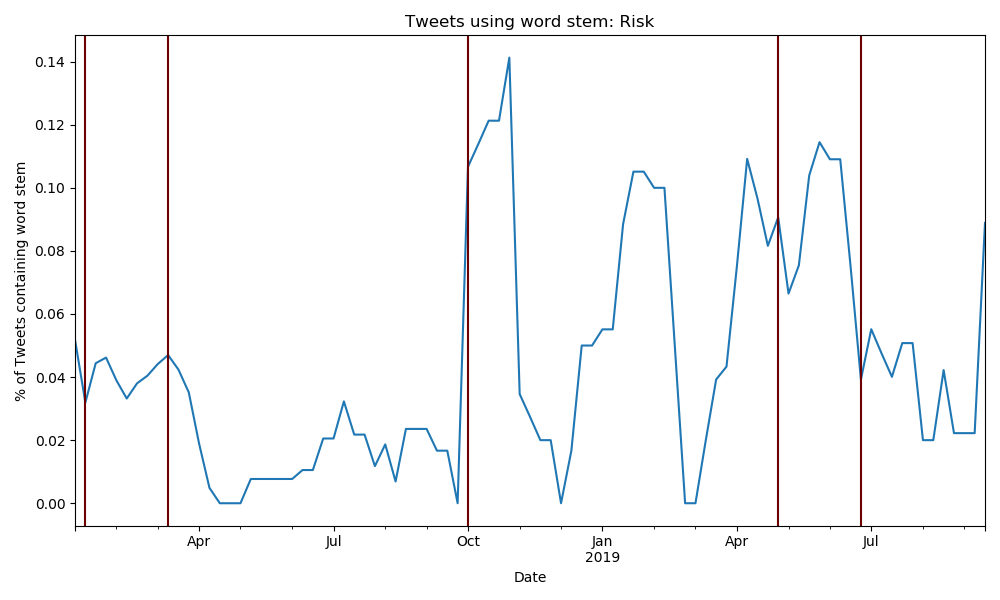 Tweets using word stem: Risk
% of Tweets containing word stem
0.14
0.12
0.10
0.08
0.06
0.04
0.02
0.00
Apr
Jul
Oct
Jan
2019
Apr
Jul
Date